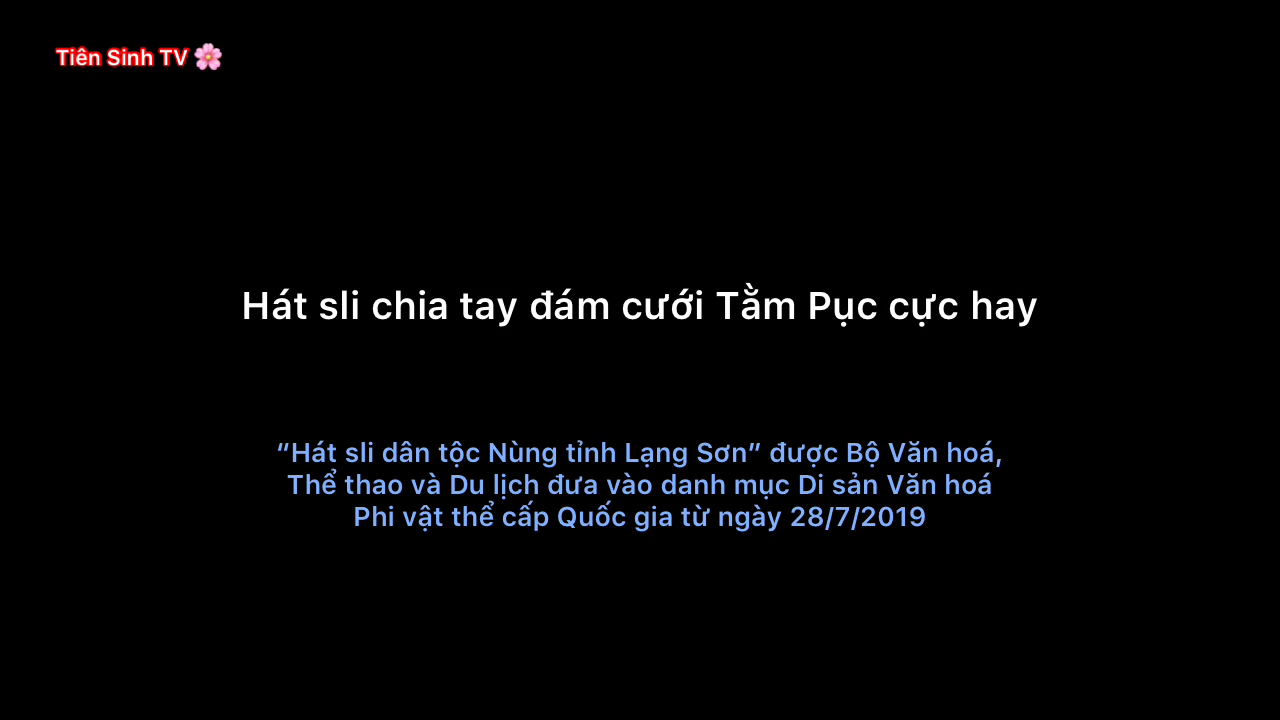 Tiên Sinh TV 🌸
Hát sli chia tay đám cưới Tằm Pục cực hay
“Hát sli dân tộc Nùng tỉnh Lạng Sơn” được Bộ Văn hoá,
Thể thao và Du lịch đưa vào danh mục Di sản Văn hoá
Phi vật thể cấp Quốc gia từ ngày 28/7/2019